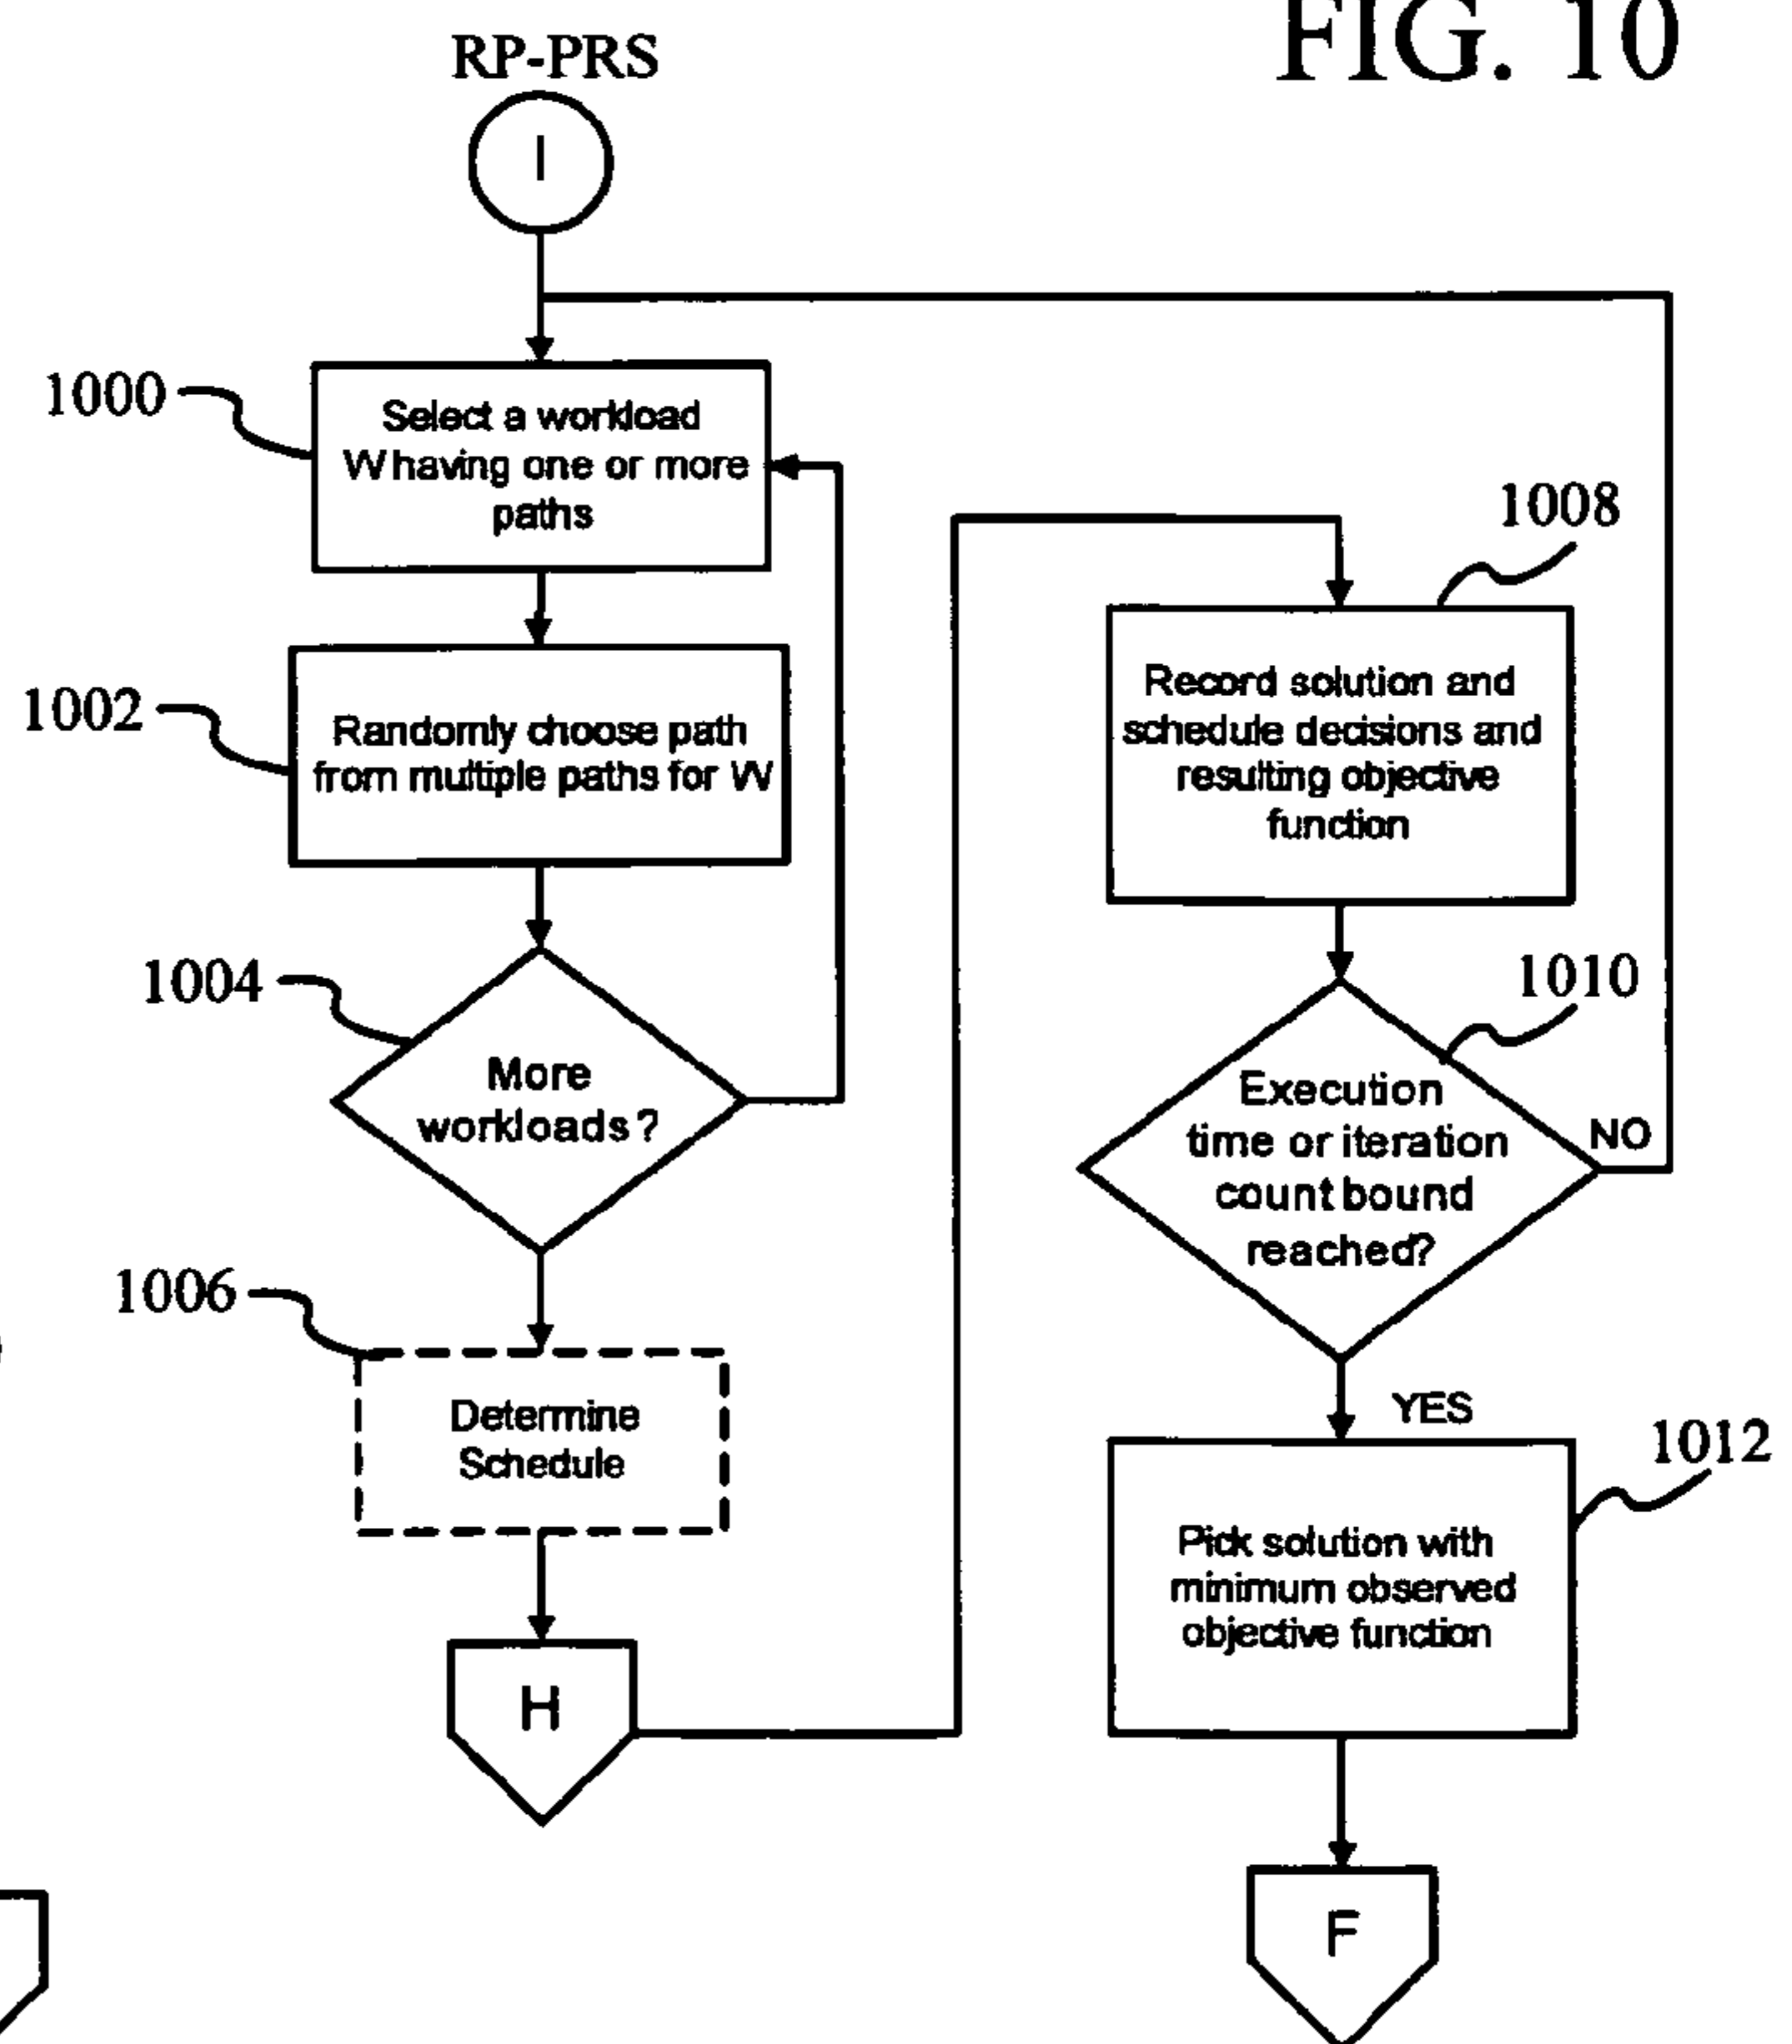 FIG. 10
RP-PRS
I
1000
Select a workload
W having one or more
paths
1002
Randomly choose path
from multiple paths for W
1004
More
workloads?
1006
Determine
Schedule
H
1008
Record solution and
schedule decisions and
resulting objective
function
1010
Execution
time or iteration
count bound
reached?
NO
YES
1012
Pick solution with
minimum observed
objective function
F